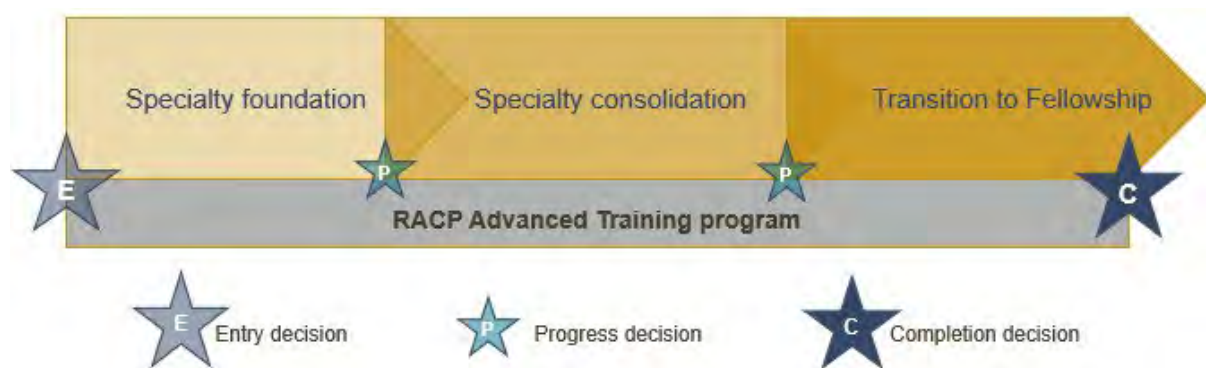 Specialty foundation
Specialty consolidation
Transition to Fellowship
E
P
P
C
RACP Advanced Training program
E
Entry decision
P
Progress decision
C
Completion decision